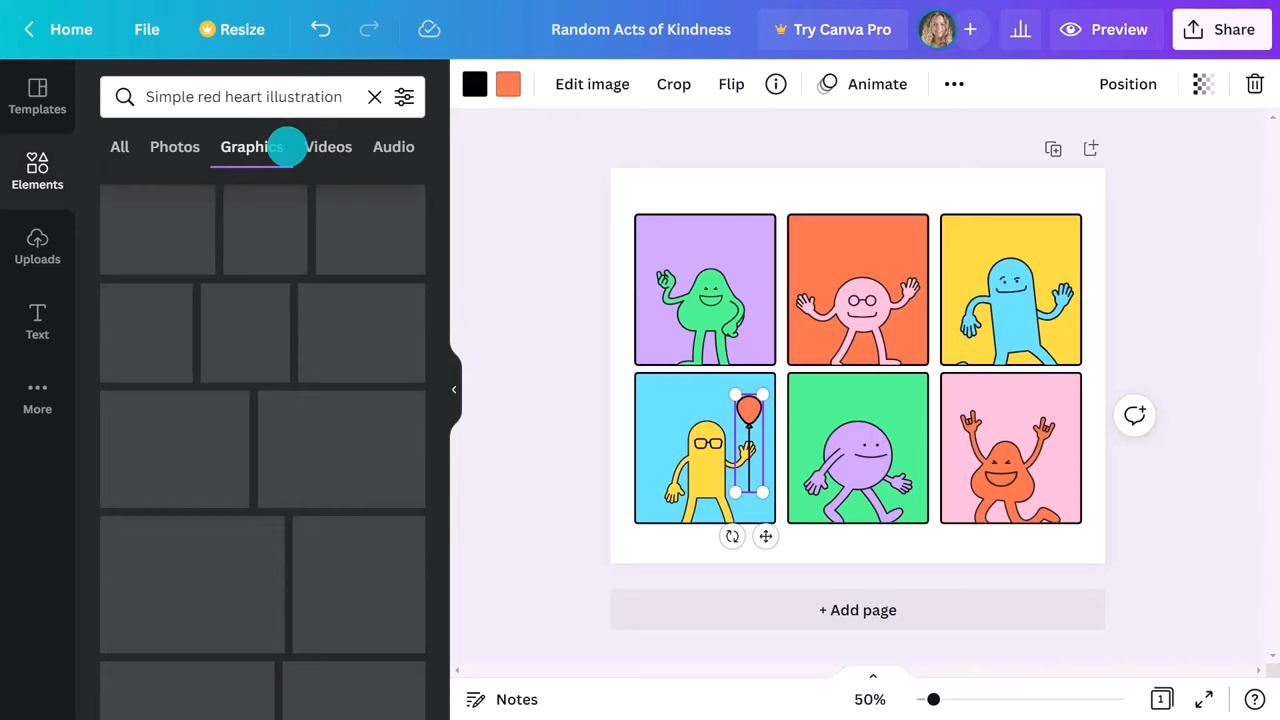 Home
File
Resize
Random Acts of Kindness
Try Canva Pro
Preview
Share
Templates
Elements
Uploads
Text
More
Simple red heart illustration
All
Photos
Graphics
Videos
Audio
Edit image
Crop
Flip
Animate
Position
+ Add page
Notes
50%
1